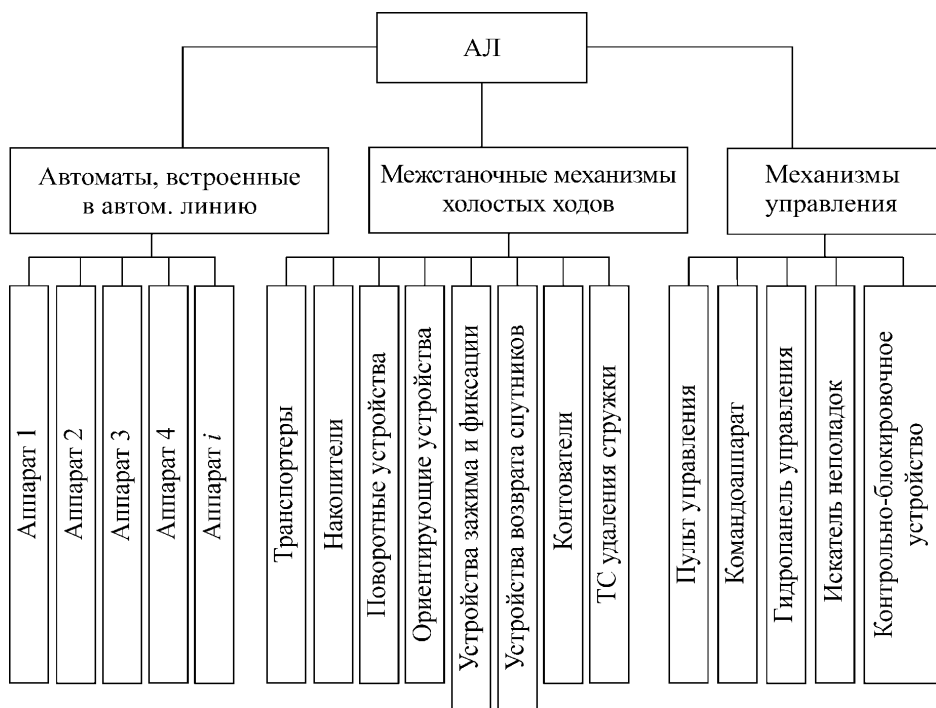 АЛ
Автоматы, встроенные
в автом. линию
Межстаночные механизмы
холостых ходов
Механизмы
управления
Аппарат 1
Аппарат 2
Аппарат 3
Аппарат 4
Аппарат i
Транспортеры
Накопители
Поворотные устройства
Ориентирующие устройства
Устройства зажима и фиксации
Устройства возврата спутников
Контователи
ТС удаления стружки
Пульт управления
Командоаппарат
Гидропанель управления
Искатель неполадок
Контрольно-блокировочное
устройство